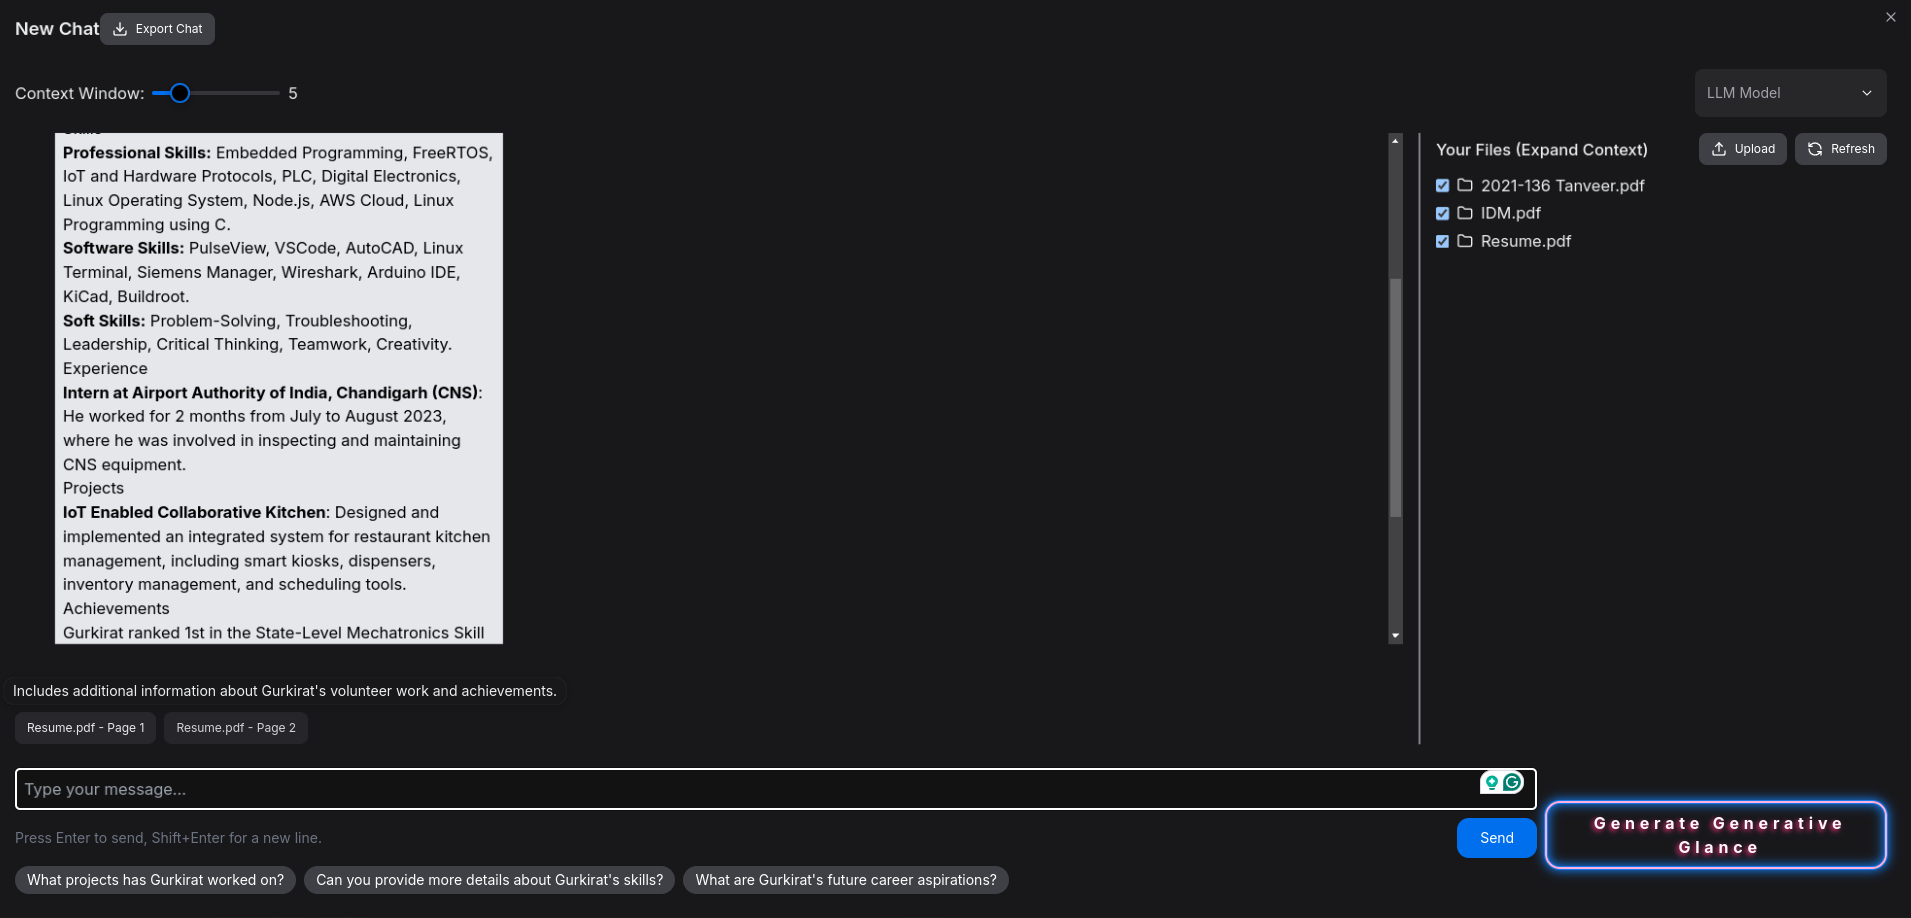 New Chat
Export Chat
Context Window:
5
LLM Model
Professional Skills: Embedded Programming, FreeRTOS,
IoT and Hardware Protocols, PLC, Digital Electronics,
Linux Operating System, Node.js, AWS Cloud, Linux
Programming using C.
Software Skills: PulseView, VSCode, AutoCAD, Linux
Terminal, Siemens Manager, Wireshark, Arduino IDE,
KiCad, Buildroot.
Soft Skills: Problem-Solving, Troubleshooting,
Leadership, Critical Thinking, Teamwork, Creativity.
Experience
Intern at Airport Authority of India, Chandigarh (CNS):
He worked for 2 months from July to August 2023,
where he was involved in inspecting and maintaining
CNS equipment.
Projects
IoT Enabled Collaborative Kitchen: Designed and
implemented an integrated system for restaurant kitchen
management, including smart kiosks, dispensers,
inventory management, and scheduling tools.
Achievements
Gurkirat ranked 1st in the State-Level Mechatronics Skill
Your Files (Expand Context)
Upload
Refresh
2021-136 Tanveer.pdf
IDM.pdf
Resume.pdf
Includes additional information about Gurkirat's volunteer work and achievements.
Resume.pdf - Page 1
Resume.pdf - Page 2
Type your message...
Press Enter to send, Shift+Enter for a new line.
Send
Generate Generative
Glance
What projects has Gurkirat worked on?
Can you provide more details about Gurkirat's skills?
What are Gurkirat's future career aspirations?